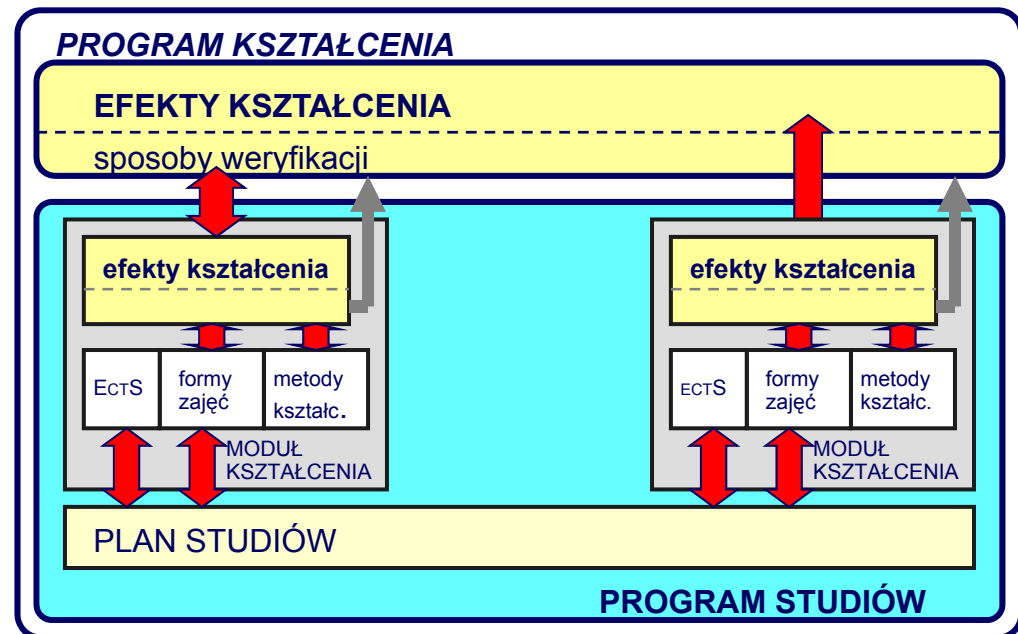 PROGRAM KSZTAŁCENIA
EFEKTY KSZTAŁCENIA
sposoby weryfikacji
efekty kształcenia
ECTS
formy
zajęć
metody
kształc.
MODUŁ
KSZTAŁCENIA
efekty kształcenia
ECTS
formy
zajęć
metody
kształc.
MODUŁ
KSZTAŁCENIA
PLAN STUDIÓW
PROGRAM STUDIÓW